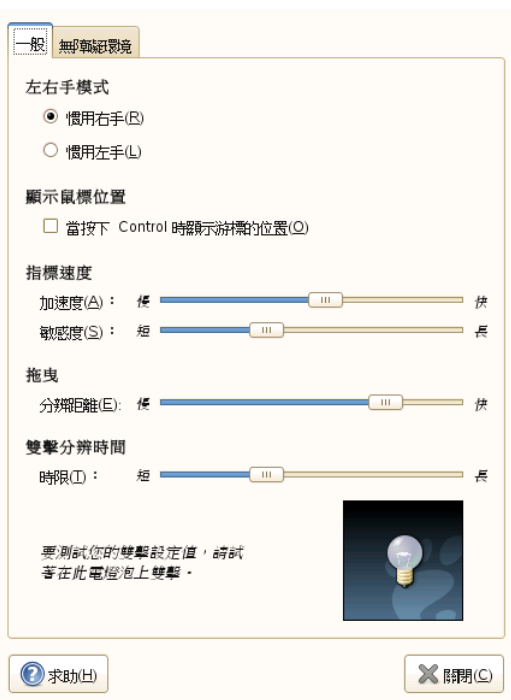 一般 無障礙環境
左右手模式
慣用右手(R)
慣用左手(L)
顯示鼠標位置
當按下 Control 時顯示游標的位置(O)
指標速度
加速度(A)： 慢 快
敏感度(S)： 短 長
拖曳
分辨距離(E): 慢 快
雙擊分辨時間
時限(T)： 短 長
要測試您的雙擊設定值，請試
著在此電燈泡上雙擊。
求助(H) 關閉(C)